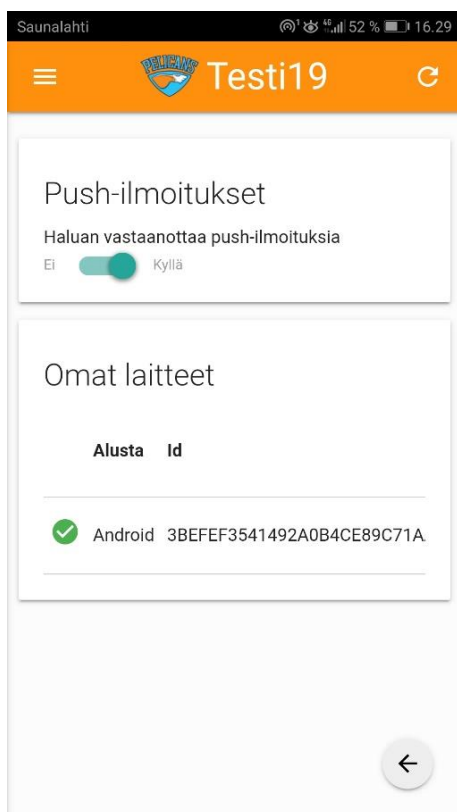 Saunalahti 52 % 16.29
PELICANS Testi19
Push-ilmoitukset
Haluan vastaanottaa push-ilmoituksia
Ei Kyllä
Omat laitteet
Alusta Id
Android 3BEFEF3541492A0B4CE89C71A